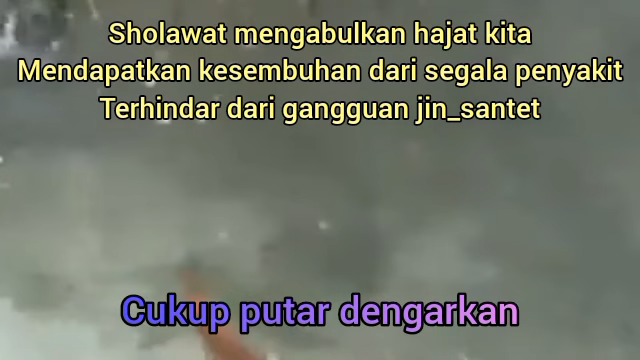 Sholawat mengabulkan hajat kita
Mendapatkan kesembuhan dari segala penyakit
Terhindar dari gangguan jin_santet
Cukup putar dengarkan